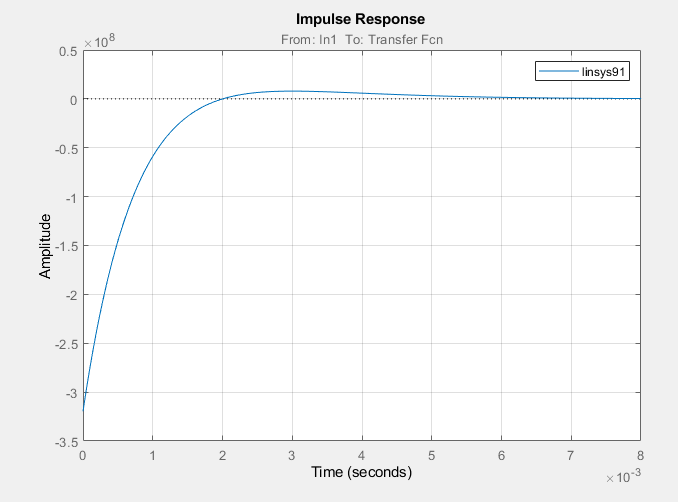 Impulse Response
From: In1 To: Transfer Fcn
×10^8
linsys91
0.5
0
-0.5
-1
-1.5
-2
-2.5
-3
-3.5
Amplitude
0 1 2 3 4 5 6 7 8
Time (seconds)
×10^-3